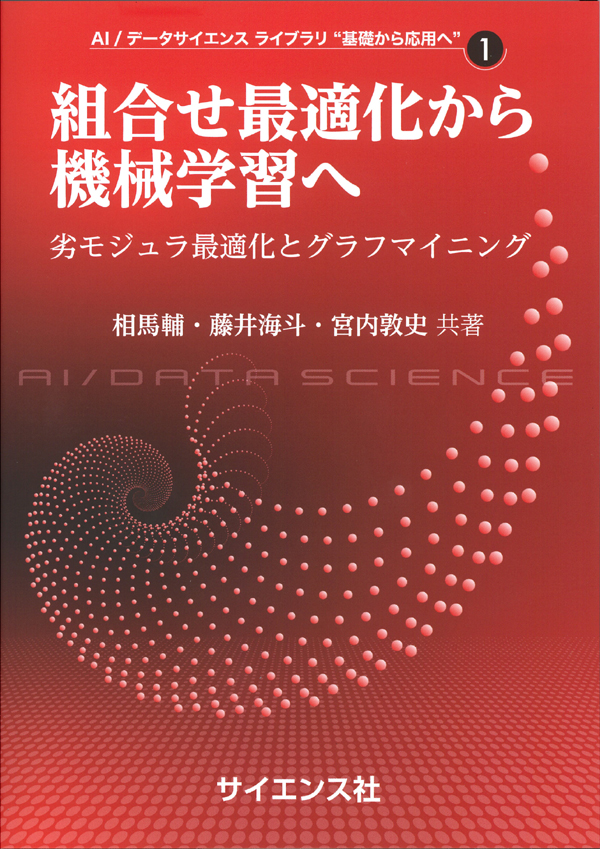 AI / データサイエンス ライブラリ “基礎から応用へ” 1
組合せ最適化から
機械学習へ
劣モジュラ最適化とグラフマイニング
相馬輔・藤井海斗・宮内敦史 共著
AI/DATA SCIENCE
サイエンス社